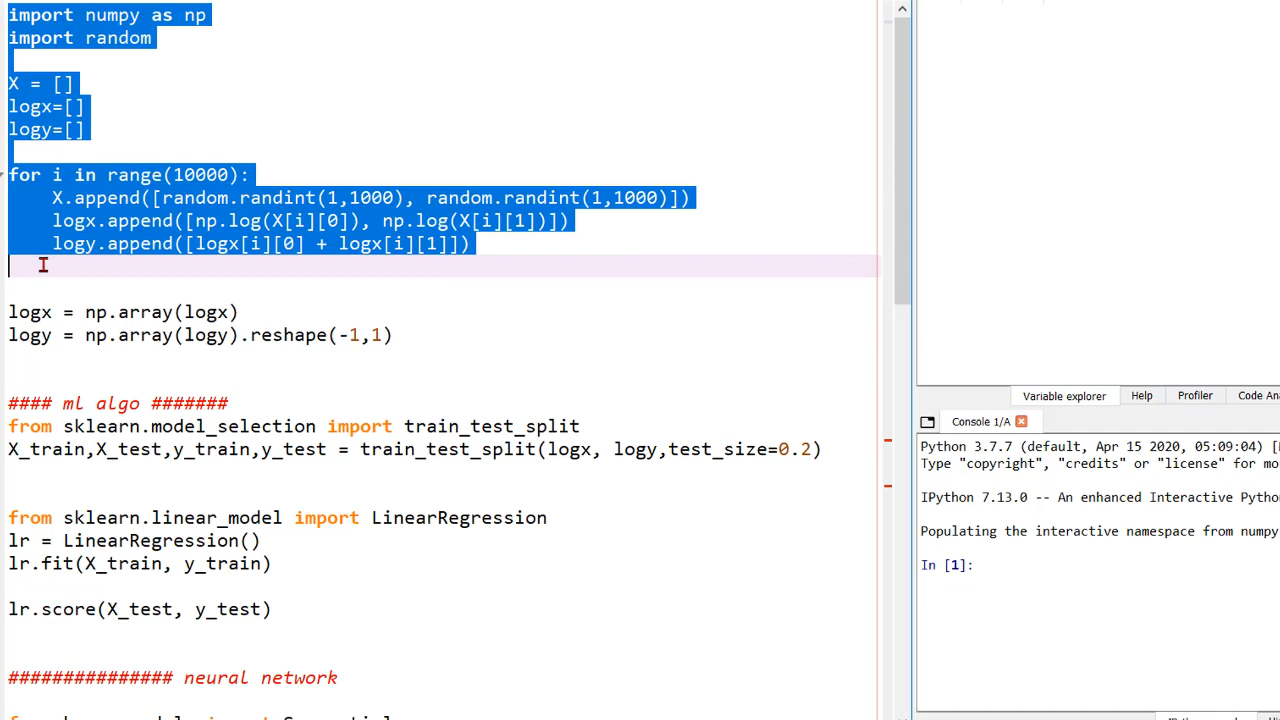 import numpy as np
import random
X = []
logx=[]
logy=[]
for i in range(10000):
    X.append([random.randint(1,1000), random.randint(1,1000)])
    logx.append([np.log(X[i][0]), np.log(X[i][1])])
    logy.append([logx[i][0] + logx[i][1]])
logx = np.array(logx)
logy = np.array(logy).reshape(-1,1)
#### ml algo #######
from sklearn.model_selection import train_test_split
X_train,X_test,y_train,y_test = train_test_split(logx, logy,test_size=0.2)
from sklearn.linear_model import LinearRegression
lr = LinearRegression()
lr.fit(X_train, y_train)
lr.score(X_test, y_test)
############### neural network
Variable explorer Help Profiler Code
Console 1/A
Python 3.7.7 (default, Apr 15 2020, 05:09:04) [
Type "copyright", "credits" or "license" for
IPython 7.13.0 -- An enhanced Interactive
Populating the interactive namespace from numpy
In [1]: